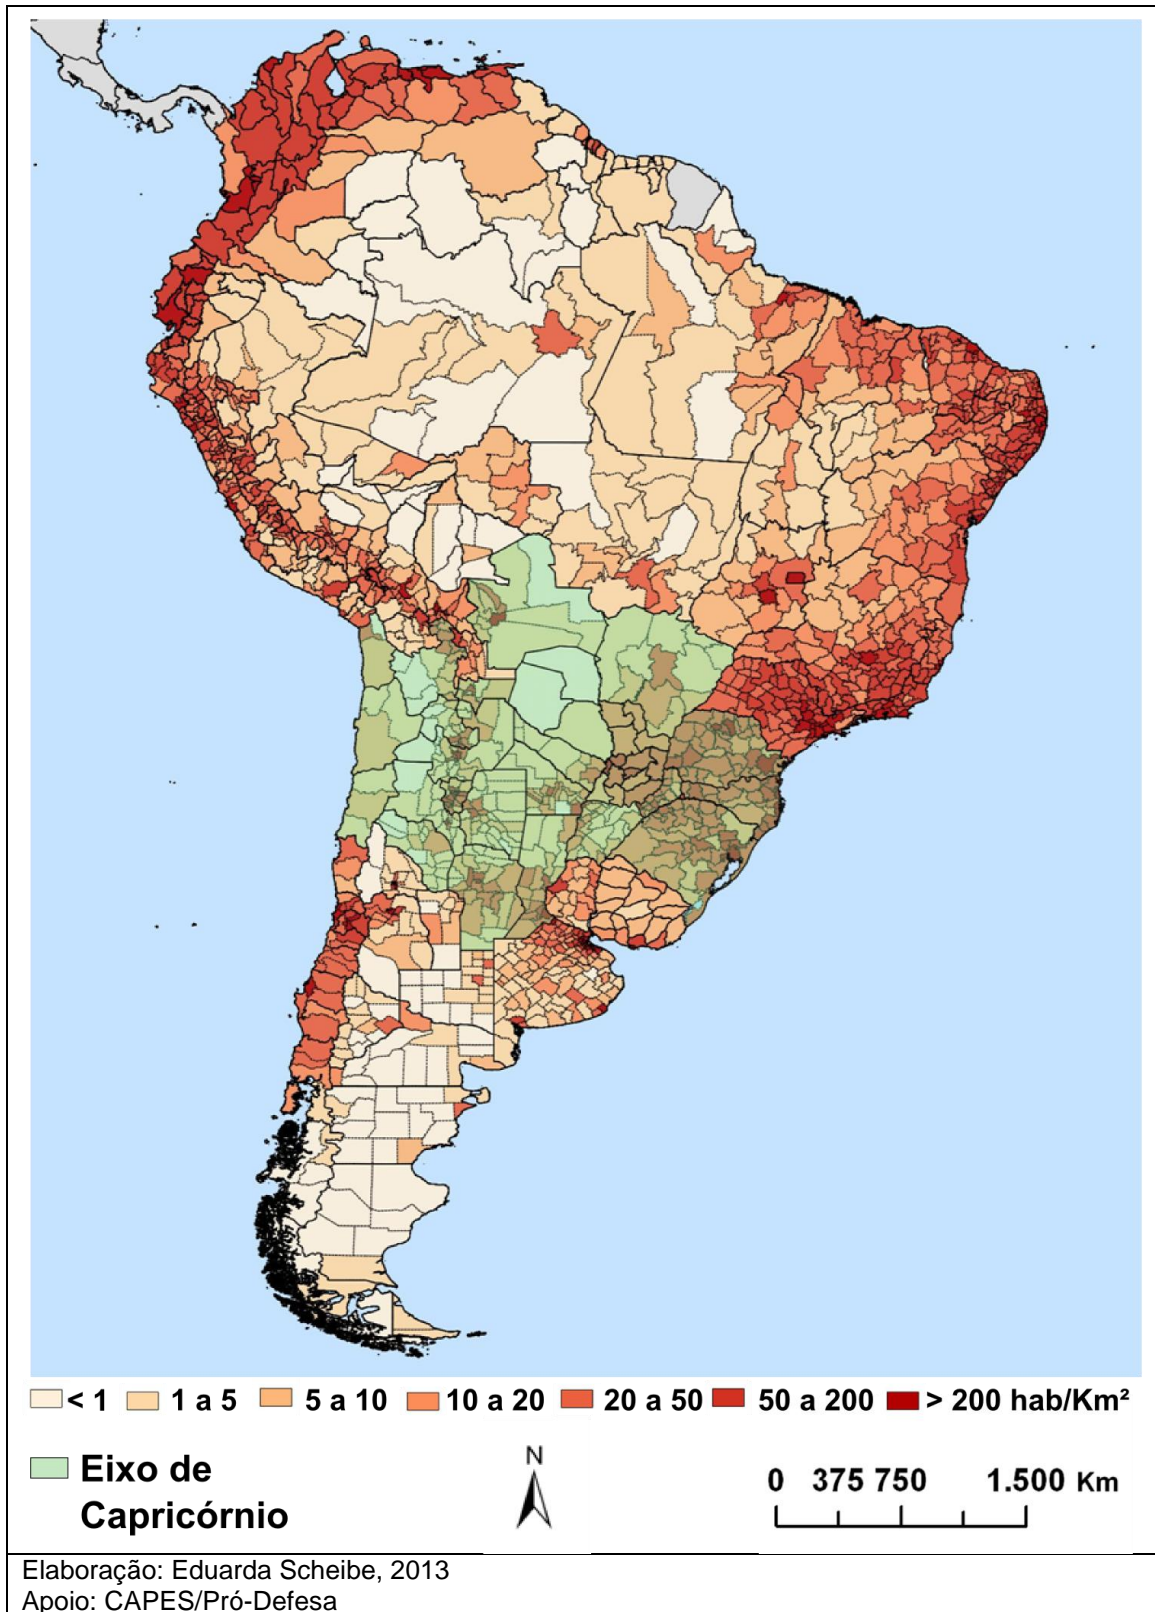 < 1 1 a 5 5 a 10 10 a 20 20 a 50 50 a 200 > 200 hab/Km²
Eixo de
Capricórnio
N
0 375 750 1.500 Km
Elaboração: Eduarda Scheibe, 2013
Apoio: CAPES/Pró-Defesa